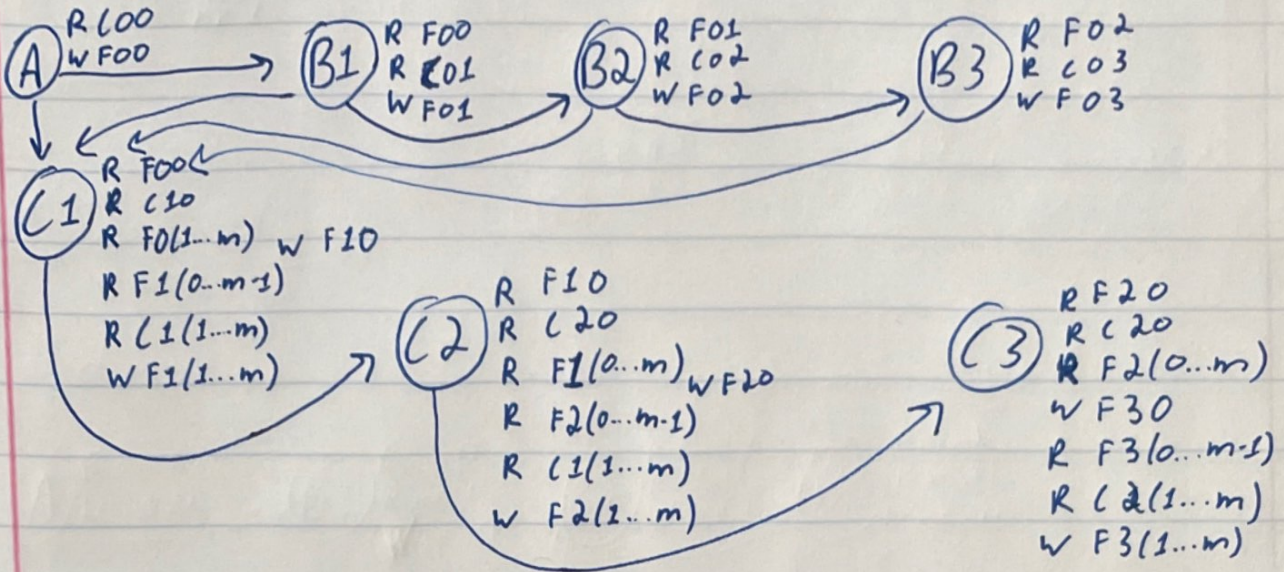 A
R C00
W F00
B1
R F00
R C01
W F01
B2
R F01
R C02
W F02
B3
R F02
R C03
W F03
C1
R F00
R C10
R F0(1...m) W F10
R F1(0...m-1)
R C1(1...m)
W F1(1...m)
C2
R F10
R C20
R F1(0...m) W F20
R F2(0...m-1)
R C1(1...m)
W F2(1...m)
C3
R F20
R C20
R F2(0...m)
W F30
R F3(0...m-1)
R C2(1...m)
W F3(1...m)